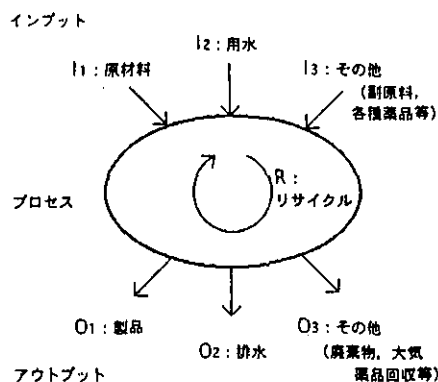 インプット
I₂：用水
I₁：原材料
I₃：その他
（副原料，
各種薬品等）
プロセス
R：
リサイクル
O₁：製品
O₂：排水
O₃：その他
（廃棄物，大気
薬品回収等）
アウトプット